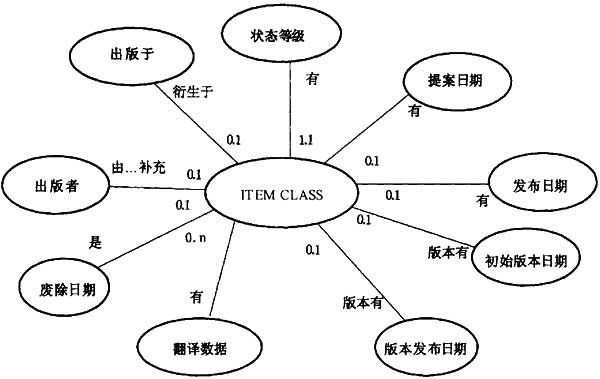 状态等级
出版于
提案日期
有
衍生于
有
0.1
1.1
0.1
由…补充
0.1
出版者
ITEM CLASS
0.1
发布日期
0.1
有
0.1
是
0. n
0.1
版本有
初始版本日期
废除日期
有
版本有
翻译数据
版本发布日期